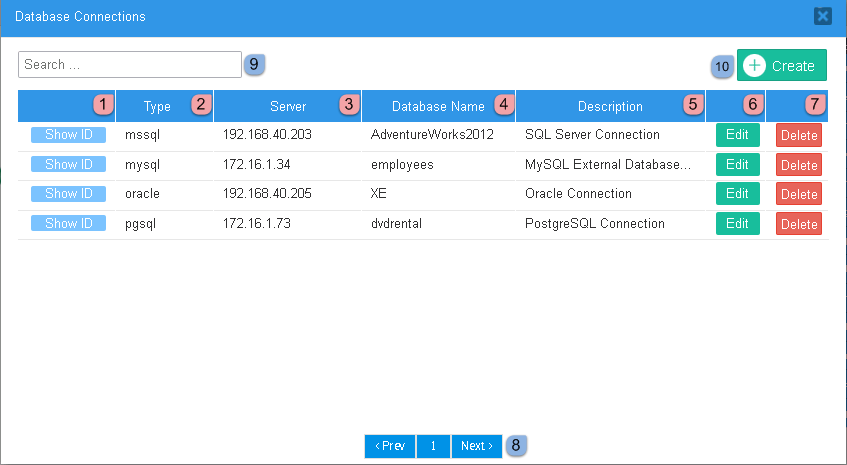 Database Connections
Search ... 9
10 Create
1 Type 2 Server 3 Database Name 4 Description 5 6 7
Show ID mssql 192.168.40.203 AdventureWorks2012 SQL Server Connection Edit Delete
Show ID mysql 172.16.1.34 employees MySQL External Database... Edit Delete
Show ID oracle 192.168.40.205 XE Oracle Connection Edit Delete
Show ID pgsql 172.16.1.73 dvdrental PostgreSQL Connection Edit Delete
‹ Prev 1 Next › 8